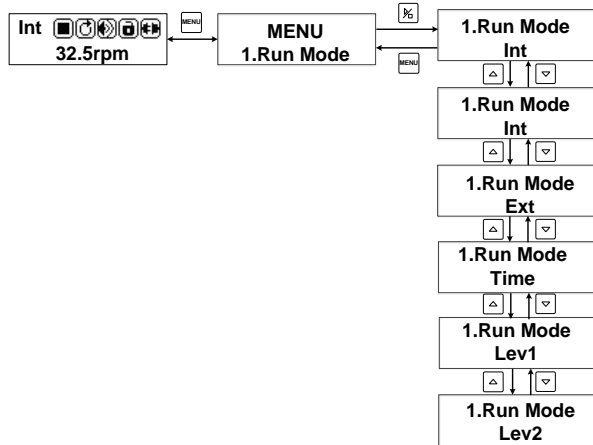 Int
32.5rpm
MENU
MENU
1.Run Mode
MENU
1.Run Mode
Int
1.Run Mode
Int
1.Run Mode
Ext
1.Run Mode
Time
1.Run Mode
Lev1
1.Run Mode
Lev2